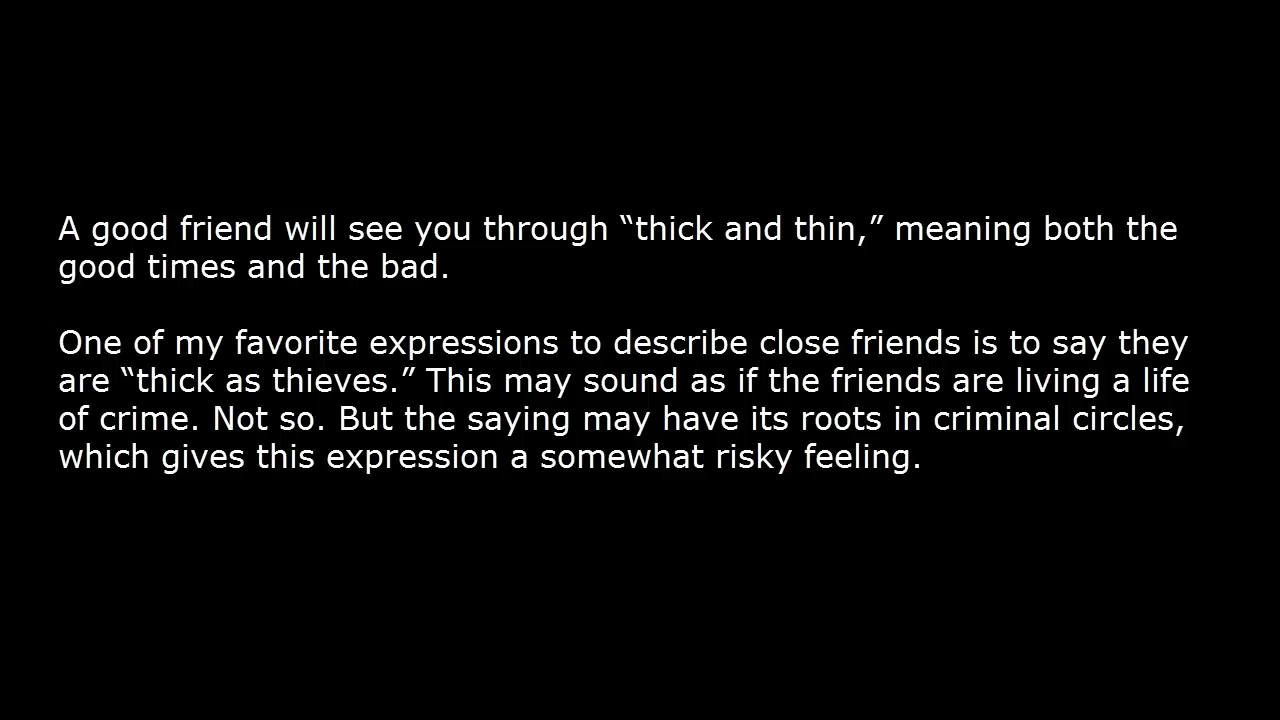 A good friend will see you through “thick and thin,” meaning both the
good times and the bad.
One of my favorite expressions to describe close friends is to say they
are “thick as thieves.” This may sound as if the friends are living a life
of crime. Not so. But the saying may have its roots in criminal circles,
which gives this expression a somewhat risky feeling.